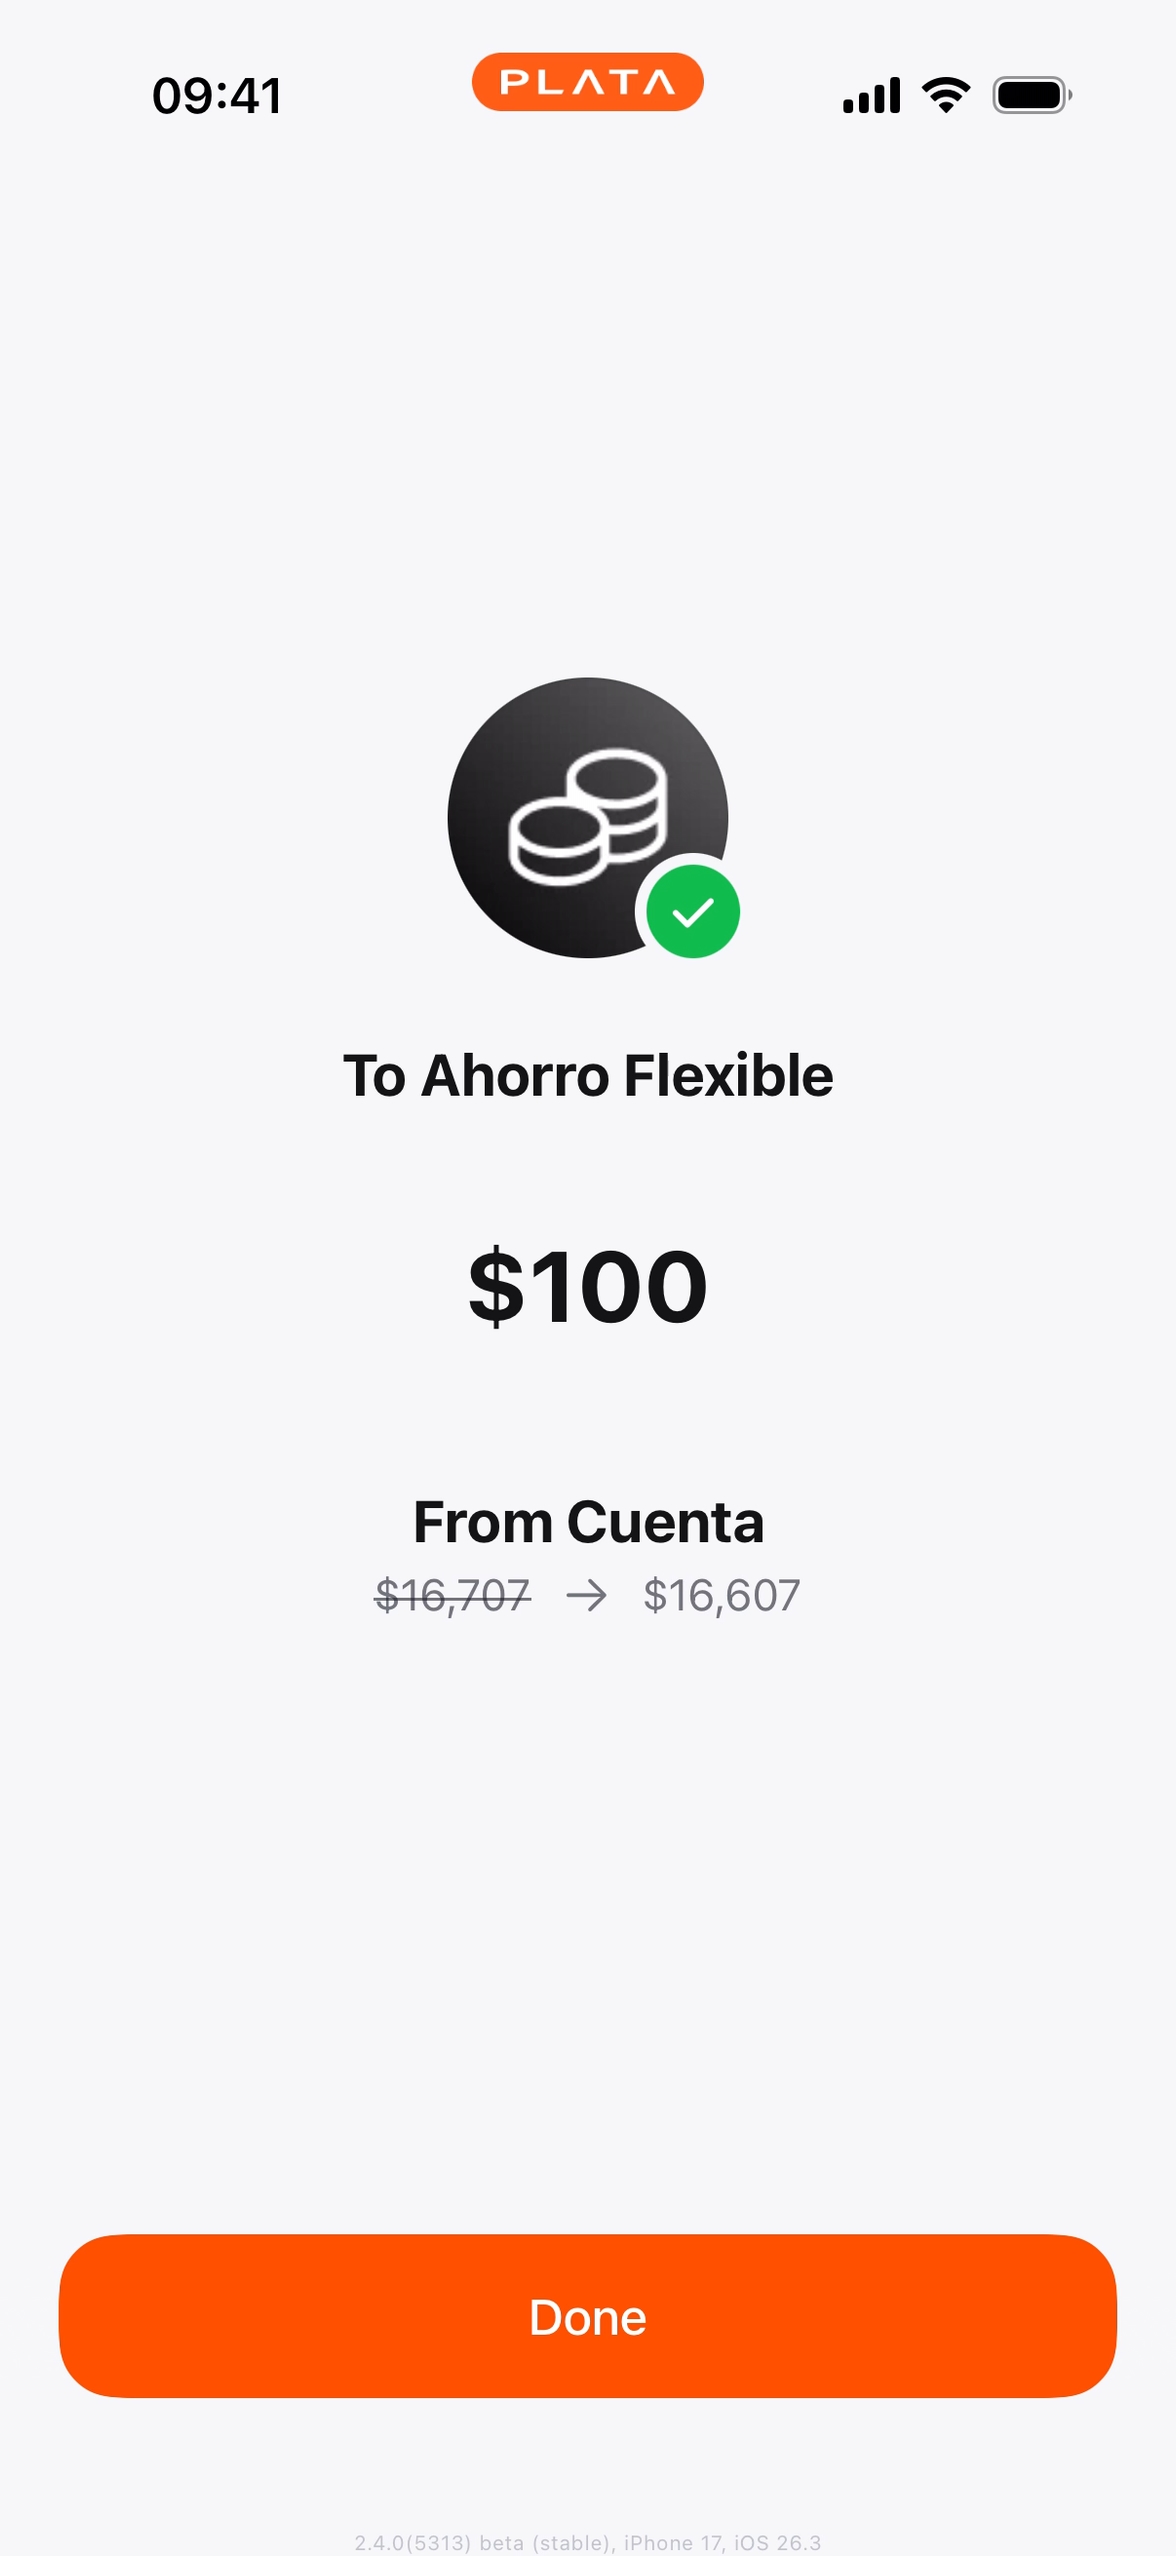 09:41
PLATA
To Ahorro Flexible
$100
From Cuenta
$16,707 → $16,607
Done
2.4.0(5313) beta (stable), iPhone 17, iOS 26.3